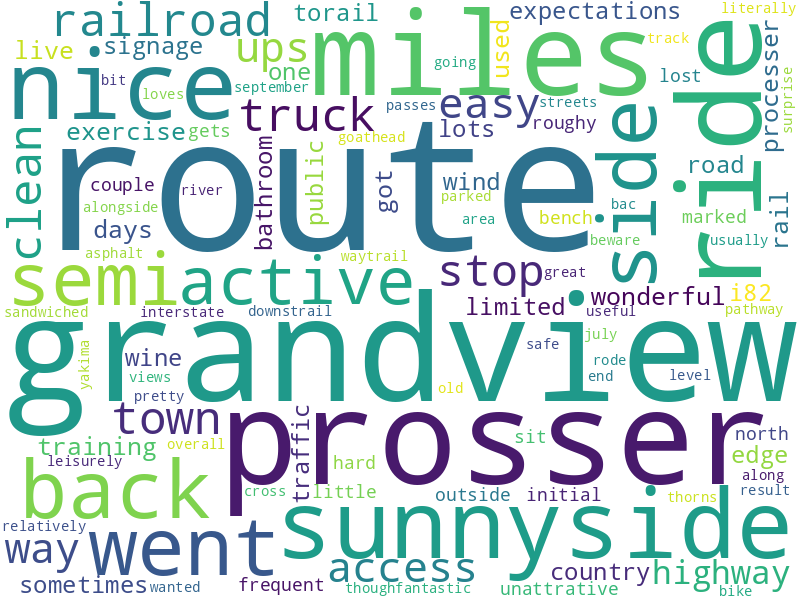 railroad
torail
expectations
literally
live
signage
ups
one
used
track
nice
miles
ride
going
lost
bit
loves
september
truck
passes
easy
streets
side
processer
surprise
exercise
gets
goathead
lots
roughy
clean
route
bathroom
public
got
wind
road
couple
river
parked
alongside
days
area
bench
bac
marked
rail
asphalt
waytrail
beware
usually
semi
active
stop
great
wonderful
i82
limited
useful
pathway
sandwiched
interstate
downstrail
grandview
yakima
wine
views
pretty
safe
july
rode
end
level
old
town
prosser
training
overall
traffic
sit
north
edge
leisurely
hard
along
back
cross
little
outside
initial
thorns
result
sunnyside
relatively
went
way
access
country
highway
sometimes
wanted
frequent
thoughfantastic
unattrative
bike